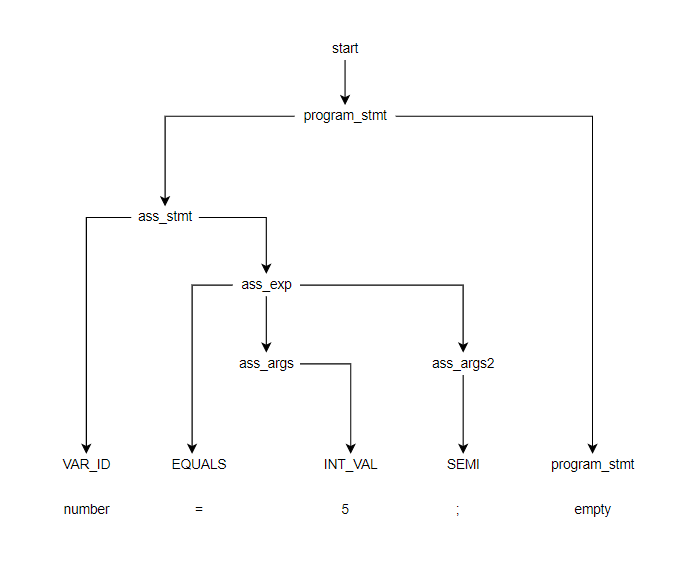 start
program_stmt
ass_stmt
ass_exp
ass_args ass_args2
VAR_ID EQUALS INT_VAL SEMI program_stmt
number = 5 ; empty